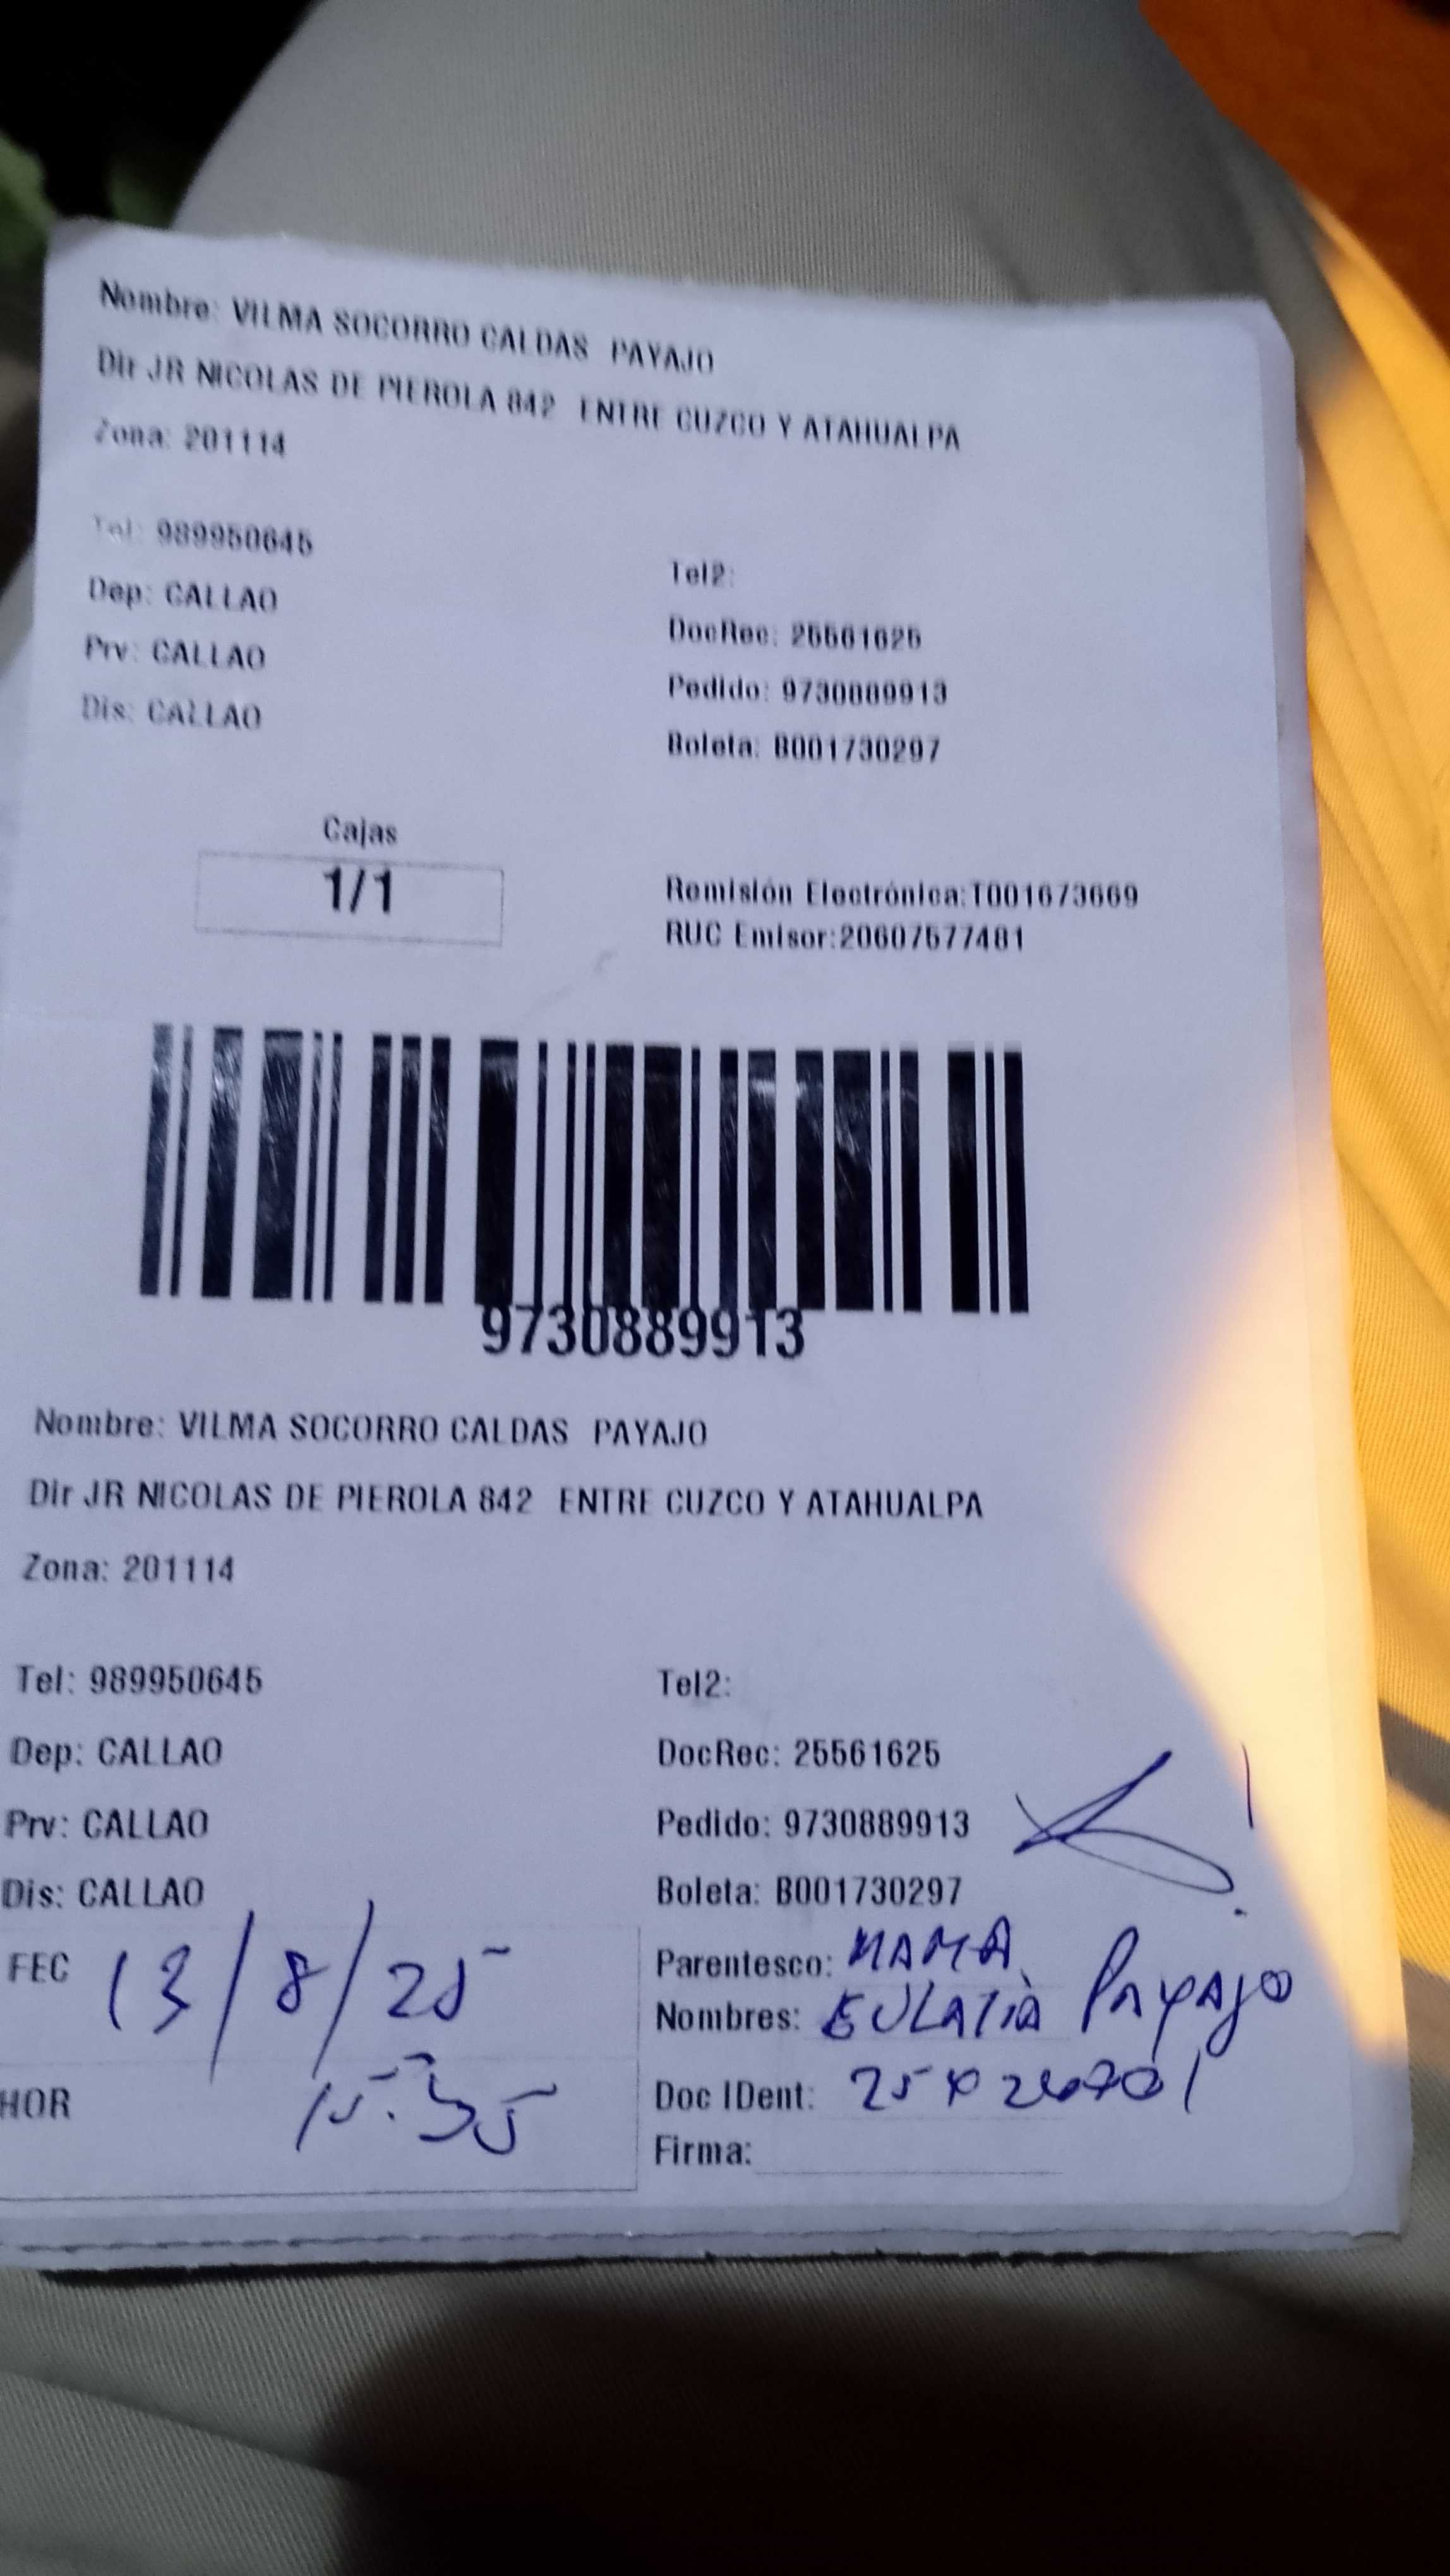 Nombre: VILMA SOCORRO CALDAS PAYAJO
Dir JR NICOLAS DE PIEROLA 842 ENTRE CUZCO Y ATAHUALPA
Zona: 201114
Tel: 989950645
Tel2:
Dep: CALLAO
DocRec: 25561625
Prv: CALLAO
Pedido: 9730889913
Dis: CALLAO
Boleta: B001730297
Cajas
1/1
Remisión Electrónica:T001673669
RUC Emisor:20607577481
9730889913
Nombre: VILMA SOCORRO CALDAS PAYAJO
Dir JR NICOLAS DE PIEROLA 842 ENTRE CUZCO Y ATAHUALPA
Zona: 201114
Tel: 989950645
Tel2:
Dep: CALLAO
DocRec: 25561625
Prv: CALLAO
Pedido: 9730889913
Dis: CALLAO
Boleta: B001730297
FEC 13/8/25
Parentesco: MAMA
Nombres: EULALIA PAYAJO
HOR 15:35
Doc IDent:
Firma: